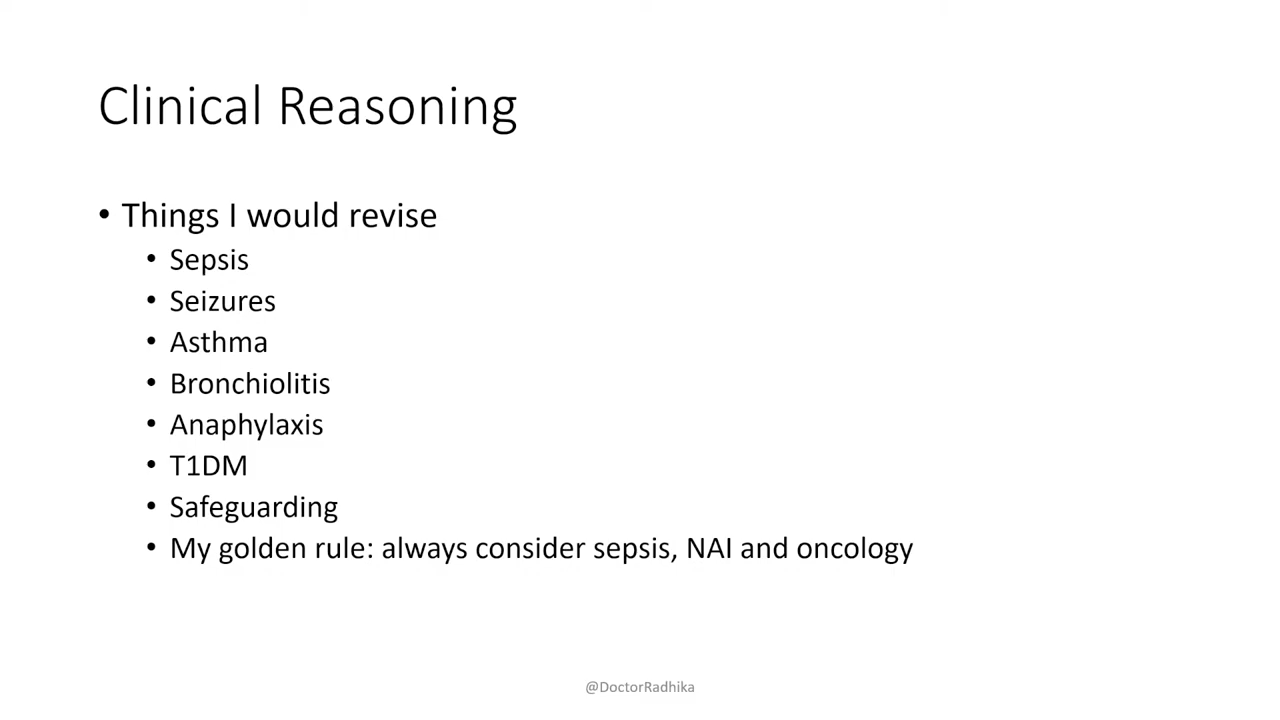 Clinical Reasoning
• Things I would revise
• Sepsis
• Seizures
• Asthma
• Bronchiolitis
• Anaphylaxis
• T1DM
• Safeguarding
• My golden rule: always consider sepsis, NAI and oncology
@DoctorRadhika